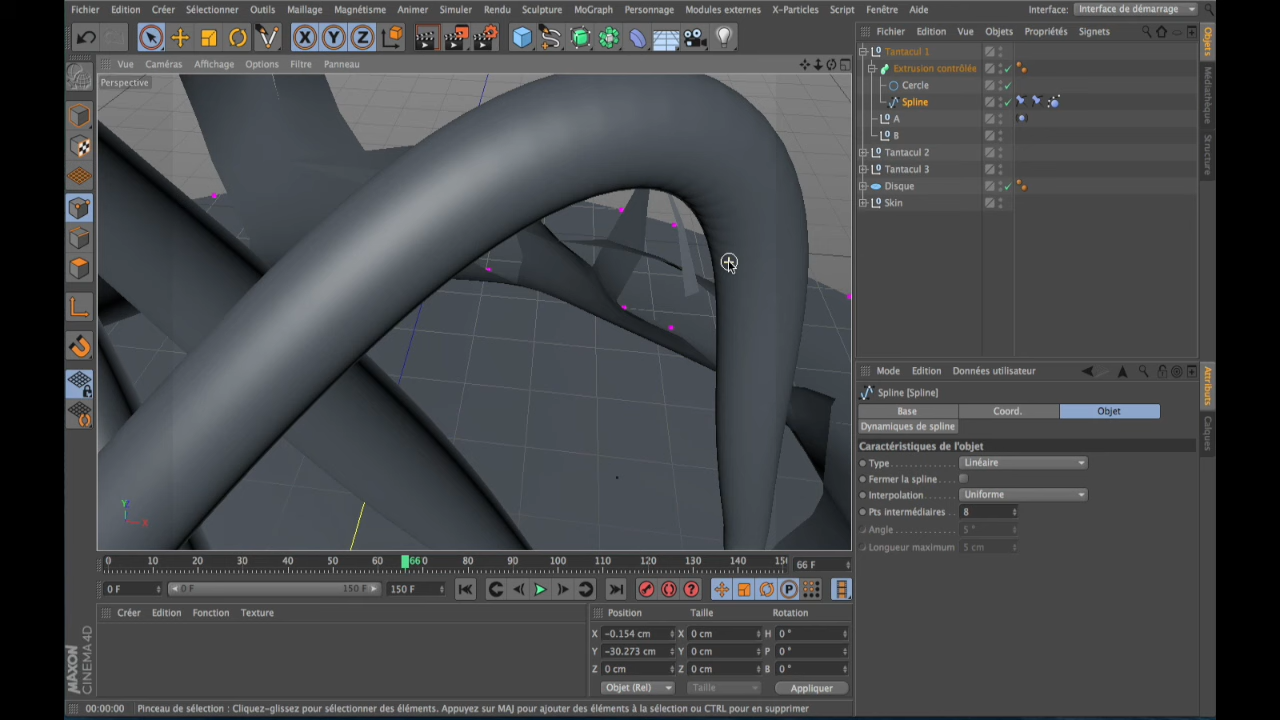 Fichier Edition Créer Sélectionner Outils Maillage Magnétisme Animer Simuler Rendu Sculpture MoGraph Personnage Modules externes X-Particles Script Fenêtre Aide Interface: Interface de démarrage
X Y Z
Fichier Edition Vue Objets Propriétés Signets
Objets
Médiathèque
Structure
Tantacul 1
Extrusion contrôlée
Cercle
Spline
A
B
Tantacul 2
Tantacul 3
Disque
Skin
Vue Caméras Affichage Options Filtre Panneau
Perspective
Y
X
Mode Edition Données utilisateur
Attributs
Calques
Spline [Spline]
Base Coord. Objet
Dynamiques de spline
Caractéristiques de l'objet
Type Linéaire
Fermer la spline
Interpolation Uniforme
Pts intermédiaires 8
Angle 5 °
Longueur maximum 5 cm
0 10 20 30 40 50 60 66 0 80 90 100 110 120 130 140 15 66 F
0 F 0 F 150 F 150 F
P
Créer Edition Fonction Texture
Position Taille Rotation
X -0.154 cm X 0 cm H 0 °
Y -30.273 cm Y 0 cm P 0 °
Z 0 cm Z 0 cm B 0 °
Objet (Rel) Taille Appliquer
MAXON
CINEMA 4D
00:00:00 Pinceau de sélection : Cliquez-glissez pour sélectionner des éléments. Appuyez sur MAJ pour ajouter des éléments à la sélection ou CTRL pour en supprimer